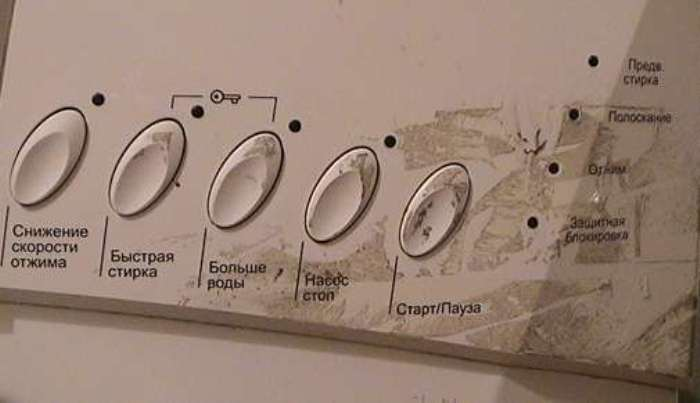 Снижение
скорости
отжима
Быстрая
стирка
Больше
воды
Насос
стоп
Старт/Пауза
Предв.
стирка
Полоскание
Отжим
Защитная
блокировка